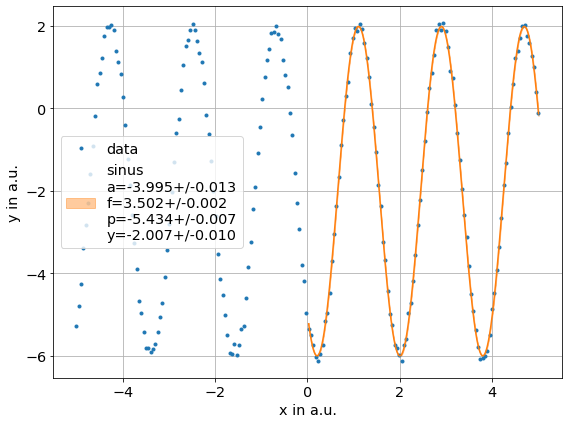 2
0
−2
−4
−6
y in a.u.
data
sinus
a=-3.995+/-0.013
f=3.502+/-0.002
p=-5.434+/-0.007
y=-2.007+/-0.010
−4
−2
0
2
4
x in a.u.